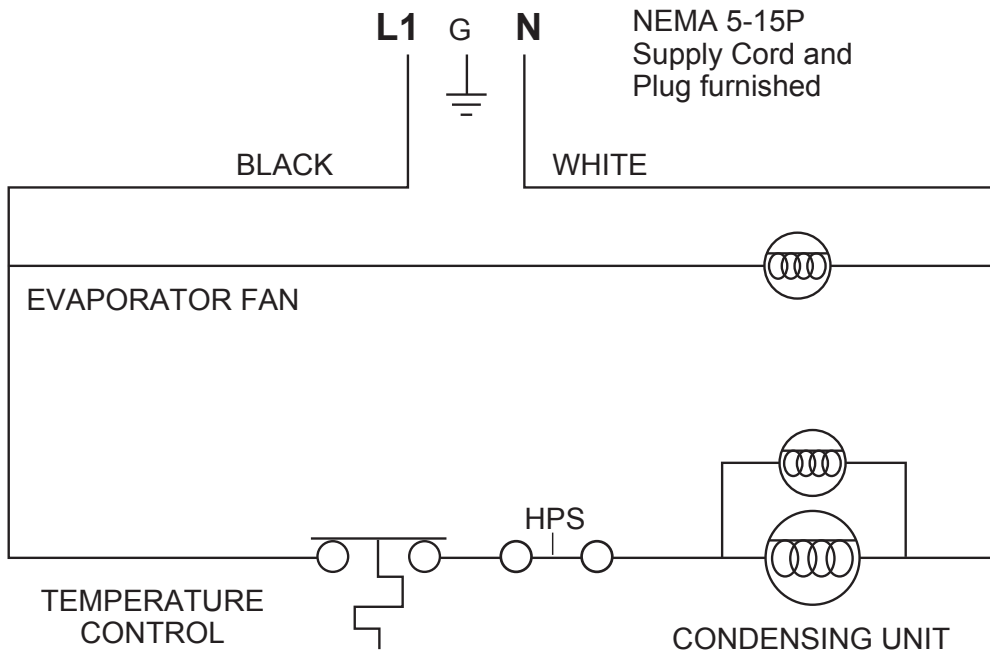 L1 G N
NEMA 5-15P
Supply Cord and
Plug furnished
BLACK
WHITE
EVAPORATOR FAN
HPS
TEMPERATURE
CONTROL
CONDENSING UNIT